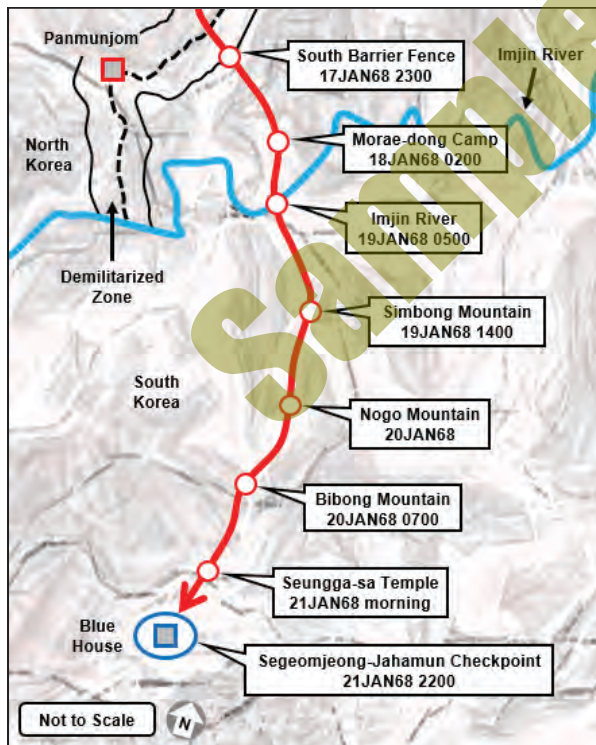 Panmunjom
South Barrier Fence
17JAN68 2300
Imjin River
North
Korea
Morae-dong Camp
18JAN68 0200
Imjin River
19JAN68 0500
Demilitarized
Zone
Simbong Mountain
19JAN68 1400
South
Korea
Nogo Mountain
20JAN68
Bibong Mountain
20JAN68 0700
Seungga-sa Temple
21JAN68 morning
Blue
House
Segeomjeong-Jahamun Checkpoint
21JAN68 2200
Not to Scale
N
Sample